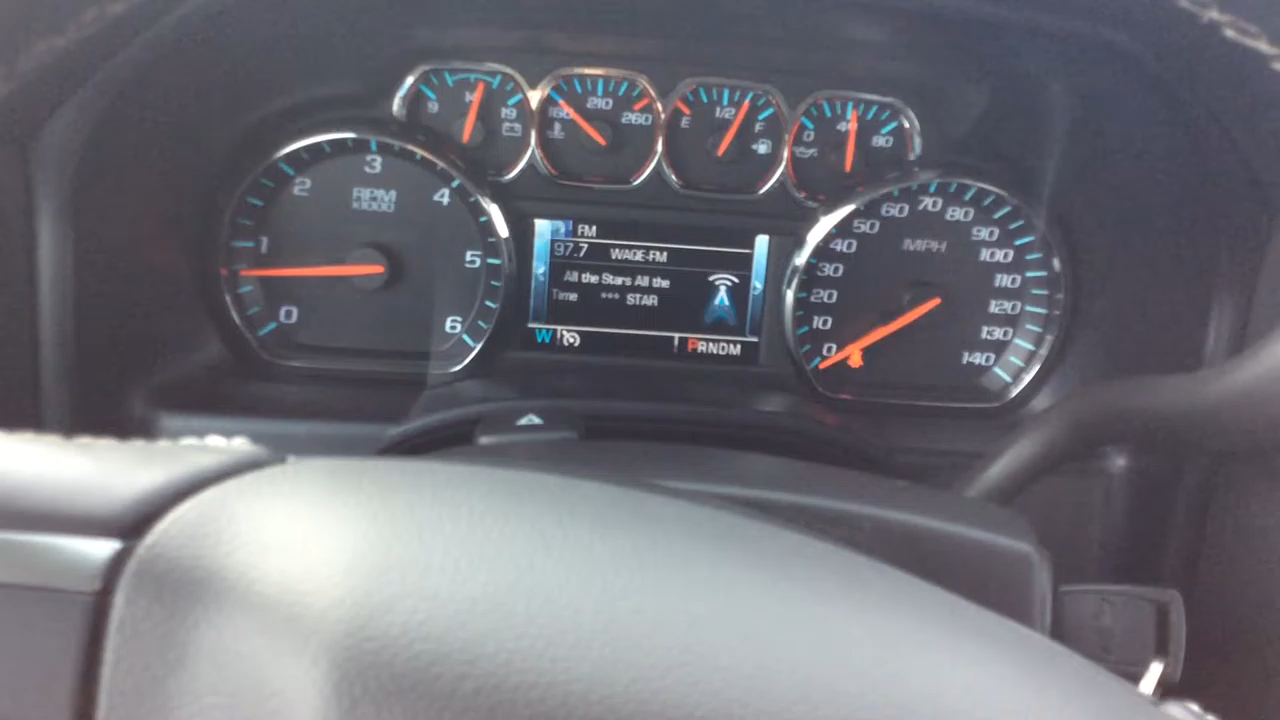 9 14 19
160 210 260
E 1/2 F
0 40 80
0 1 2 3 4 5 6
RPM
x1000
FM
97.7 WAGE-FM
All the Stars All the
Time *** STAR
W
PRNDM
0 10 20 30 40 50 60 70 80 90 100 110 120 130 140
MPH